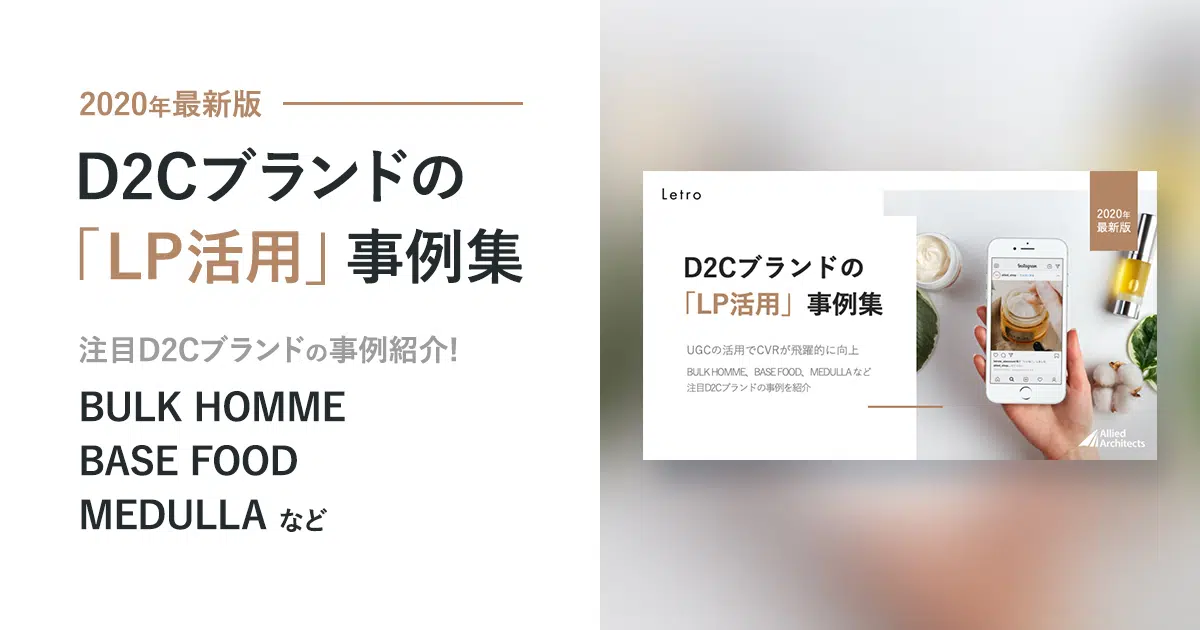 2020年最新版
D2Cブランドの
「LP活用」事例集
注目D2Cブランドの事例紹介!
BULK HOMME
BASE FOOD
MEDULLA など
Letro
2020年
最新版
D2Cブランドの
「LP活用」事例集
UGCの活用でCVRが飛躍的に向上
BULK HOMME、BASE FOOD、MEDULLA など
注目D2Cブランドの事例を紹介
Instagram
Allied
Architects